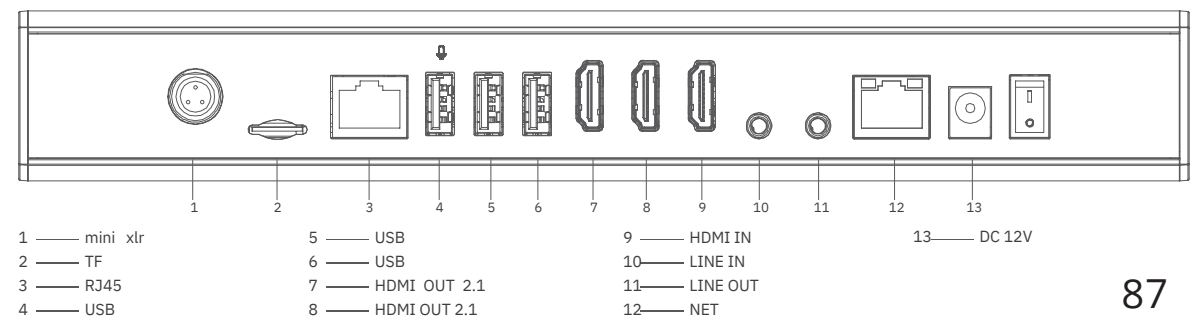 1 2 3 4 5 6 7 8 9 10 11 12 13
1 mini xlr
2 TF
3 RJ45
4 USB
5 USB
6 USB
7 HDMI OUT 2.1
8 HDMI OUT 2.1
9 HDMI IN
10 LINE IN
11 LINE OUT
12 NET
13 DC 12V
87